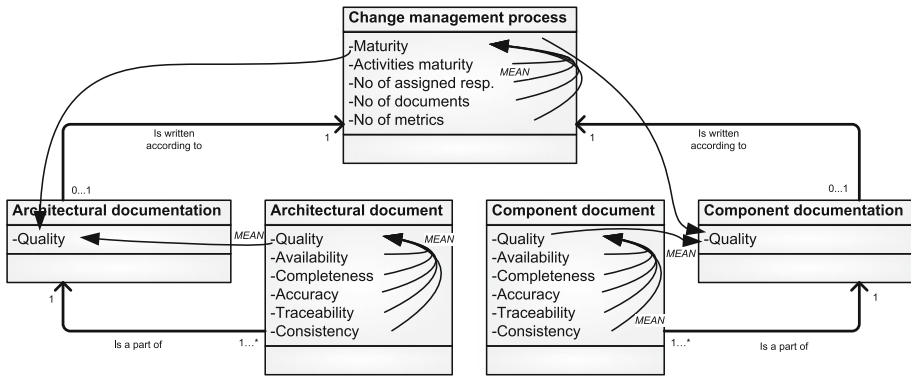 Change management process
-Maturity
-Activities maturity
MEAN
-No of assigned resp.
-No of documents
-No of metrics
Is written
according to
1
1
Is written
according to
0...1
0...1
Architectural documentation
-Quality
MEAN
Architectural document
-Quality
-Availability
-Completeness
-Accuracy
-Traceability
-Consistency
MEAN
Component document
-Quality
-Availability
-Completeness
-Accuracy
-Traceability
-Consistency
MEAN
MEAN
Component documentation
-Quality
1
Is a part of
1...*
1...*
Is a part of
1